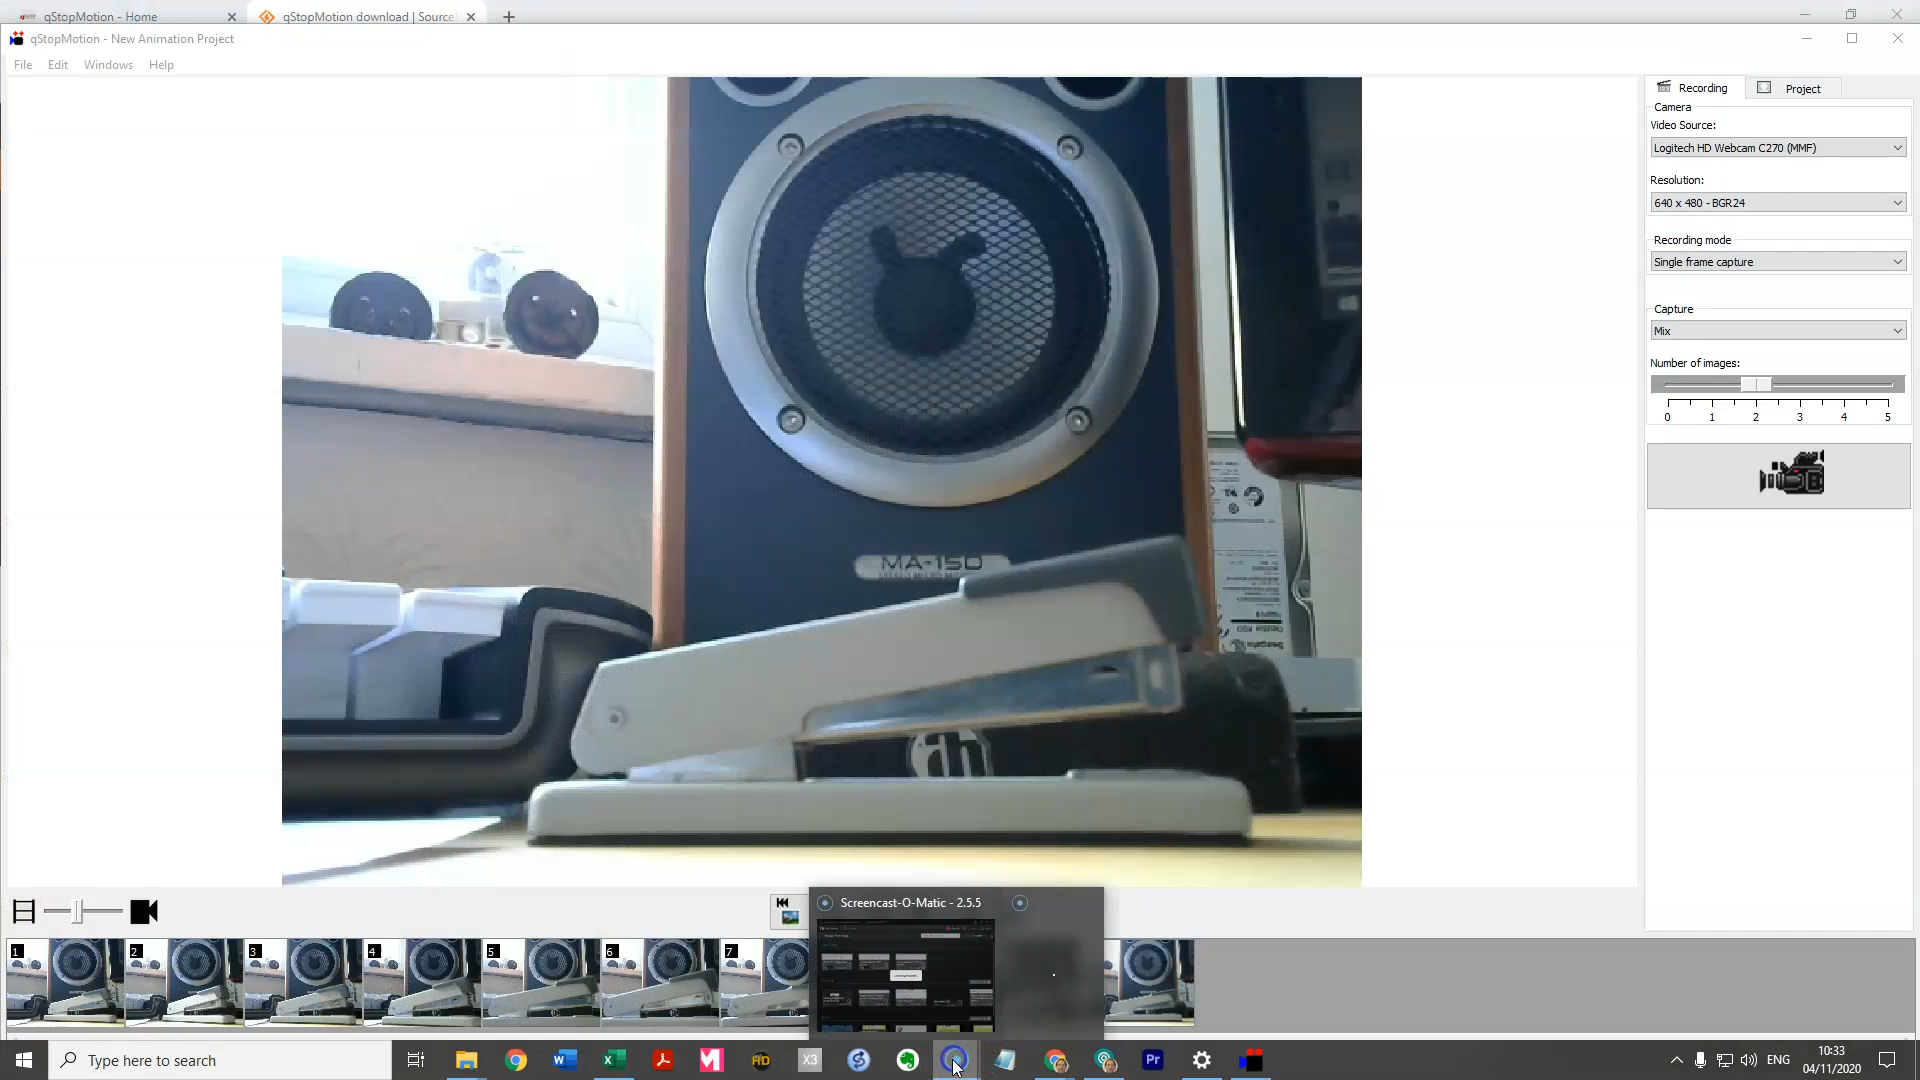 qStopMotion - Home
qStopMotion download | Source
qStopMotion - New Animation Project
File Edit Windows Help
Recording Project
Camera
Video Source:
Logitech HD Webcam C270 (MMF)
Resolution:
640 x 480 - BGR24
Recording mode
Single frame capture
Capture
Mix
Number of images:
0 1 2 3 4 5
MA-150
Screencast-O-Matic - 2.5.5
1 2 3 4 5 6 7
Type here to search
X3
Pr
ENG
10:33
04/11/2020